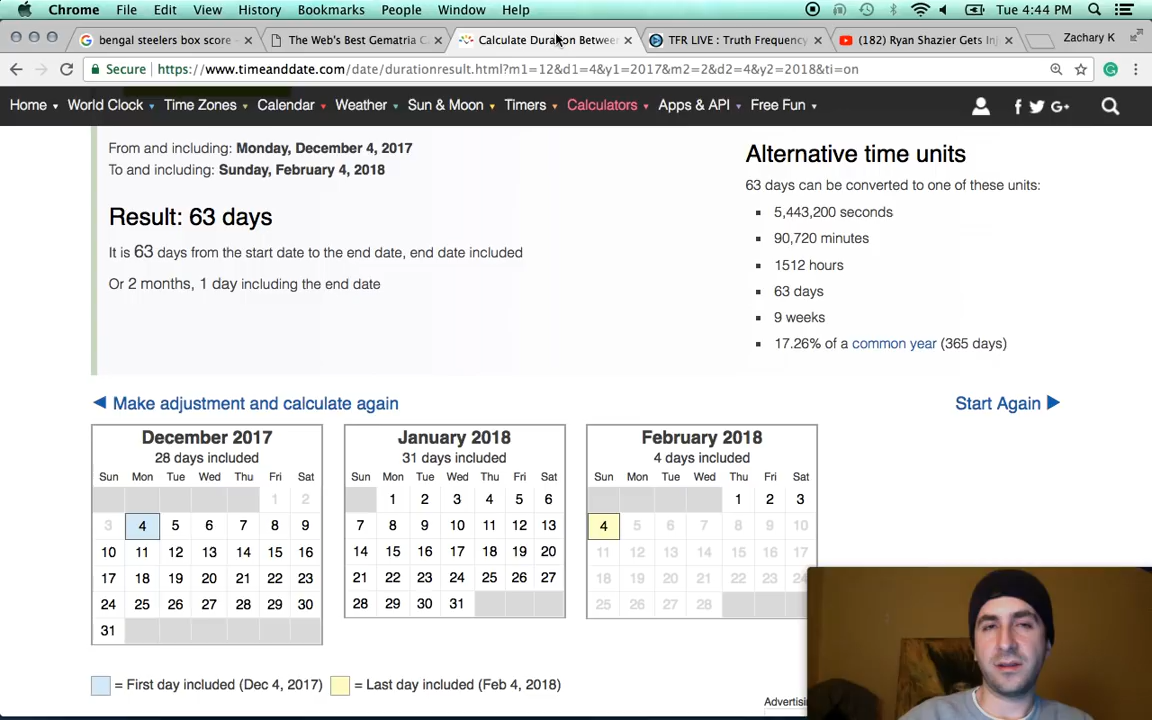 Chrome File Edit View History Bookmarks People Window Help Tue 4:44 PM
bengal steelers box score - The Web's Best Gematria C Calculate Duration Betwee TFR LIVE : Truth Frequency (182) Ryan Shazier Gets Inj Zachary K
Secure https://www.timeanddate.com/date/durationresult.html?m1=12&d1=4&y1=2017&m2=2&d2=4&y2=2018&ti=on
Home World Clock Time Zones Calendar Weather Sun & Moon Timers Calculators Apps & API Free Fun
From and including: Monday, December 4, 2017
To and including: Sunday, February 4, 2018
Result: 63 days
It is 63 days from the start date to the end date, end date included
Or 2 months, 1 day including the end date
Alternative time units
63 days can be converted to one of these units:
5,443,200 seconds
90,720 minutes
1512 hours
63 days
9 weeks
17.26% of a common year (365 days)
Make adjustment and calculate again
Start Again
December 2017
28 days included
Sun Mon Tue Wed Thu Fri Sat
1 2
3 4 5 6 7 8 9
10 11 12 13 14 15 16
17 18 19 20 21 22 23
24 25 26 27 28 29 30
31
January 2018
31 days included
Sun Mon Tue Wed Thu Fri Sat
1 2 3 4 5 6
7 8 9 10 11 12 13
14 15 16 17 18 19 20
21 22 23 24 25 26 27
28 29 30 31
February 2018
4 days included
Sun Mon Tue Wed Thu Fri Sat
1 2 3
4 5 6 7 8 9 10
11 12 13 14 15 16 17
18 19 20 21 22 23 24
25 26 27 28
= First day included (Dec 4, 2017)
= Last day included (Feb 4, 2018)
Advertisi